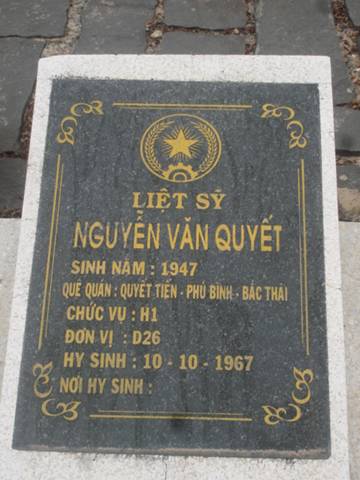 LIỆT SỸ
NGUYỄN VĂN QUYẾT
SINH NĂM : 1947
QUÊ QUÁN : QUYẾT TIẾN - PHÚ BÌNH - BẮC THÁI
CHỨC VỤ : H1
ĐƠN VỊ : D26
HY SINH : 10 - 10 - 1967
NƠI HY SINH :